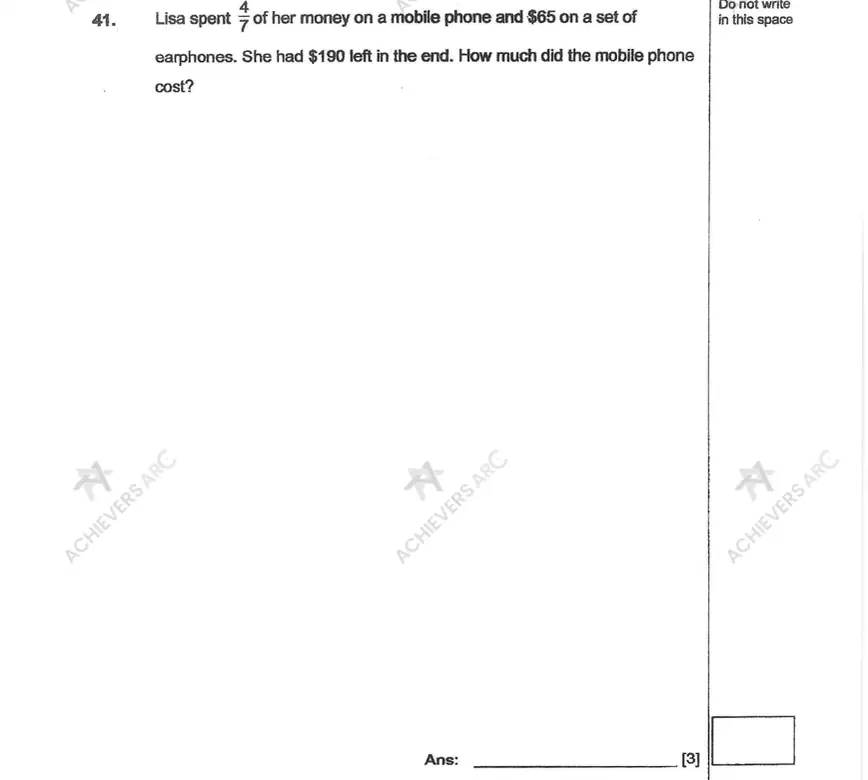 Do not write
in this space
41. Lisa spent 4/7 of her money on a mobile phone and $65 on a set of
earphones. She had $190 left in the end. How much did the mobile phone
cost?
ACHIEVERS ARC
ACHIEVERS ARC
ACHIEVERS ARC
Ans: ____________________ [3]